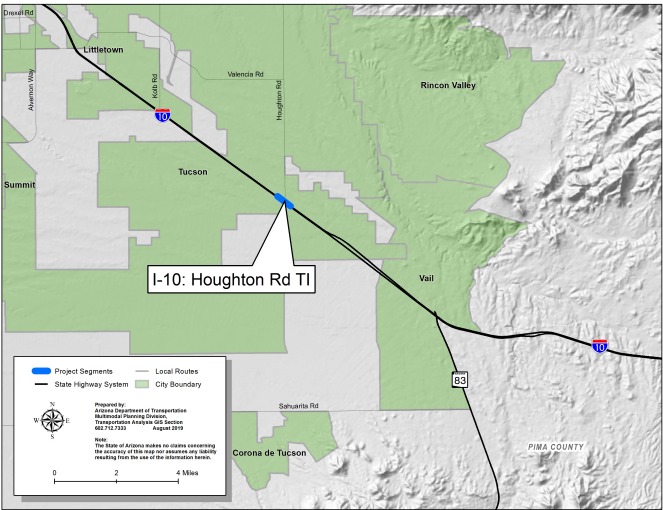 Drexel Rd
Littletown
Alvernon Way
Kolb Rd
Valencia Rd
Houghton Rd
Rincon Valley
10
Tucson
Summit
I-10: Houghton Rd TI
Vail
10
83
Sahuarita Rd
Corona de Tucson
PIMA COUNTY
Project Segments
Local Routes
State Highway System
City Boundary
N
W
E
S
Prepared by:
Arizona Department of Transportation
Multimodal Planning Division,
Transportation Analysis GIS Section
602.712.7333 August 2019
Note:
The State of Arizona makes no claims concerning
the accuracy of this map nor assumes any liability
resulting from the use of the information herein.
0 2 4 Miles